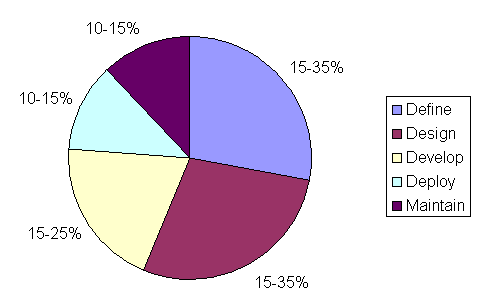 10-15%
15-35%
10-15%
15-25%
15-35%
Define
Design
Develop
Deploy
Maintain